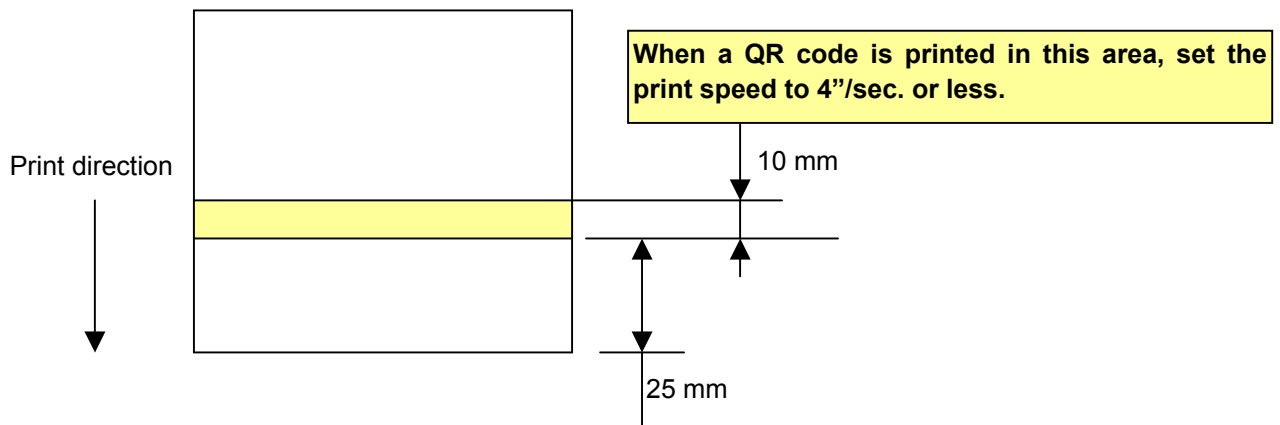 When a QR code is printed in this area, set the
print speed to 4”/sec. or less.
Print direction
10 mm
25 mm